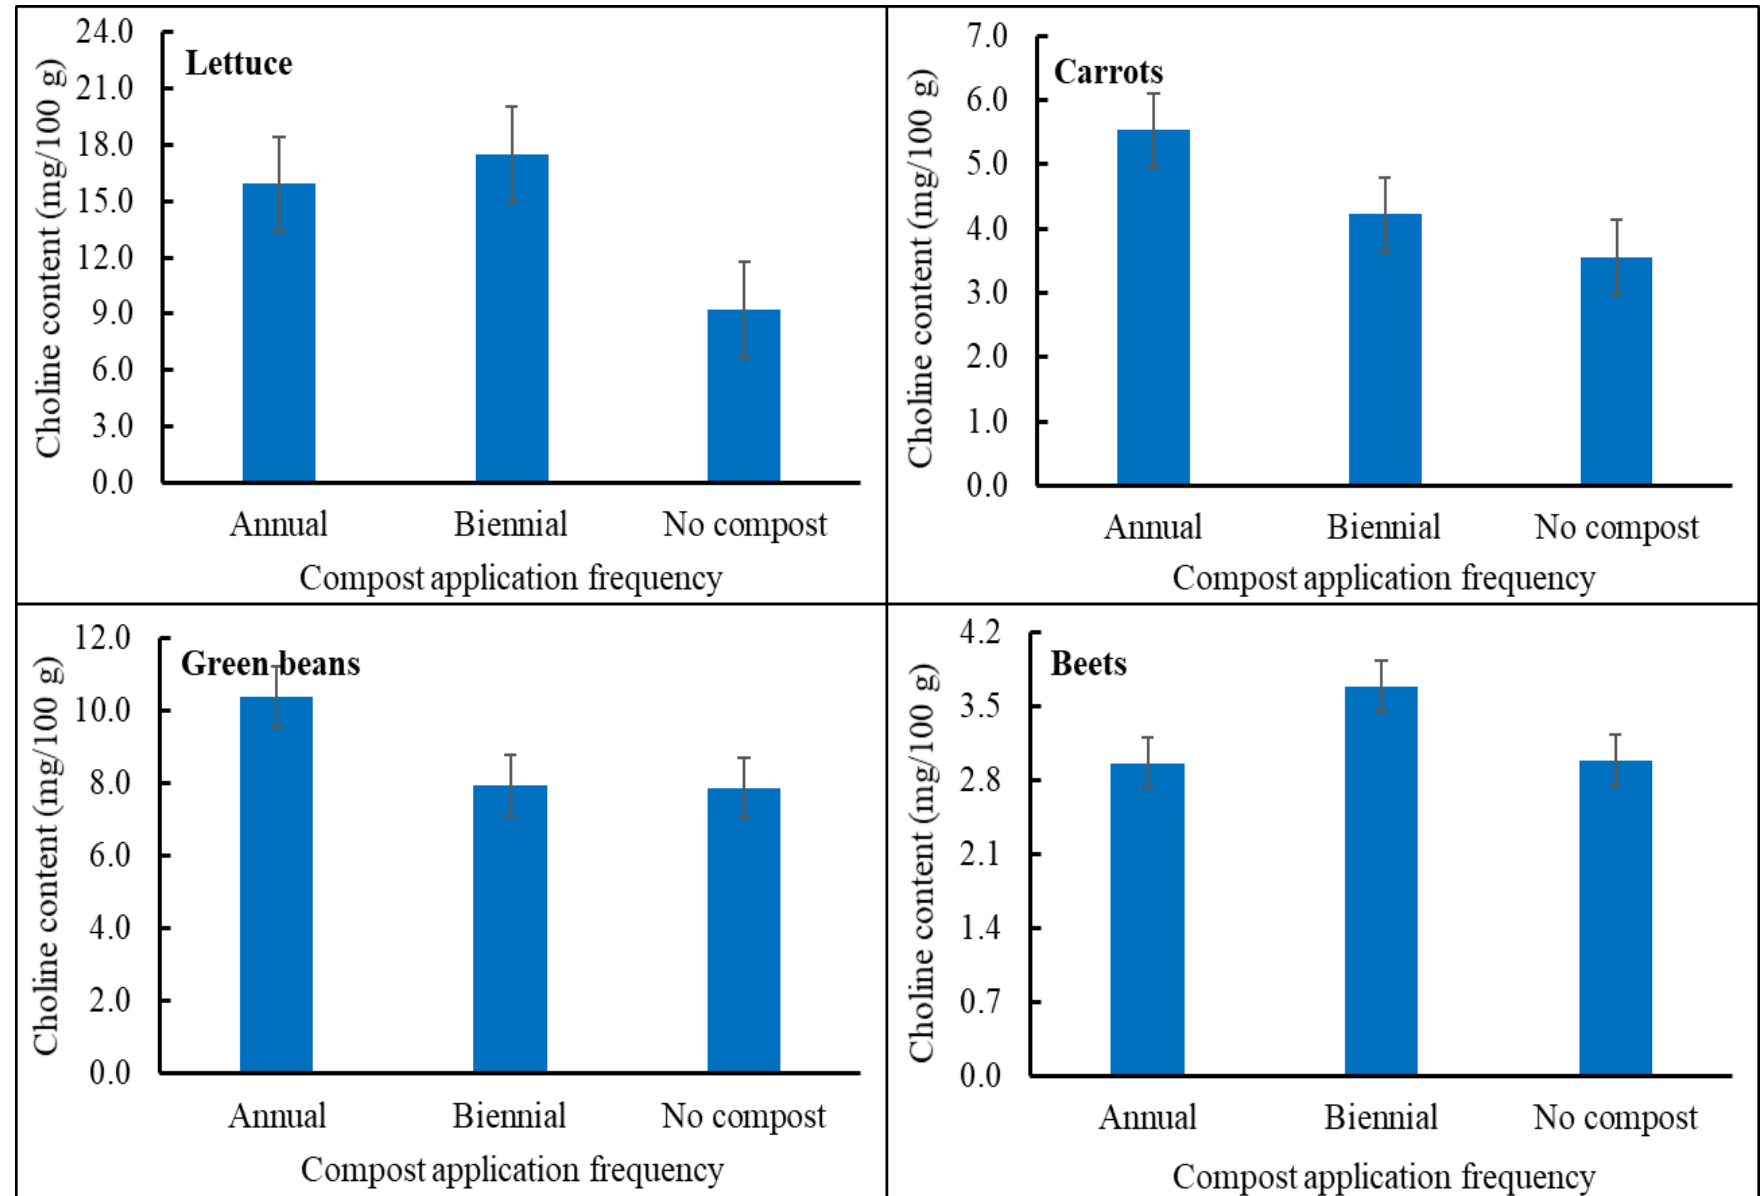 Lettuce
Choline content (mg/100 g)
24.0
21.0
18.0
15.0
12.0
9.0
6.0
3.0
0.0
Annual Biennial No compost
Compost application frequency
Carrots
Choline content (mg/100 g)
7.0
6.0
5.0
4.0
3.0
2.0
1.0
0.0
Annual Biennial No compost
Compost application frequency
Green beans
Choline content (mg/100 g)
12.0
10.0
8.0
6.0
4.0
2.0
0.0
Annual Biennial No compost
Compost application frequency
Beets
Choline content (mg/100 g)
4.2
3.5
2.8
2.1
1.4
0.7
0.0
Annual Biennial No compost
Compost application frequency